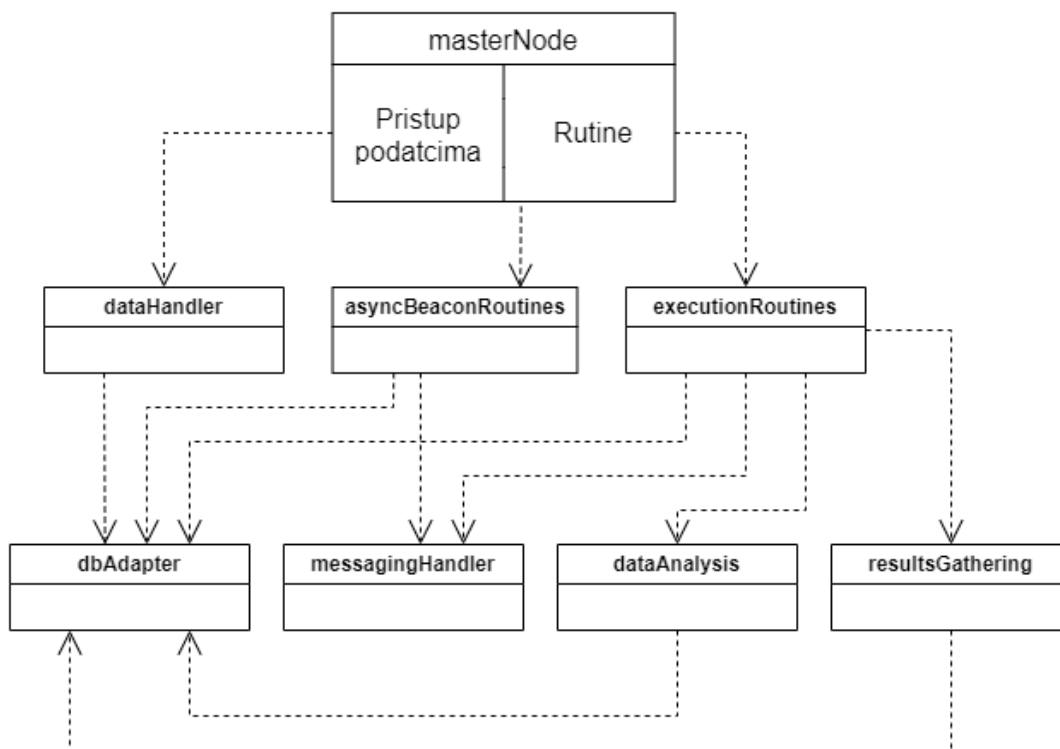 masterNode
Pristup
podatcima
Rutine
dataHandler
asyncBeaconRoutines
executionRoutines
dbAdapter
messagingHandler
dataAnalysis
resultsGathering